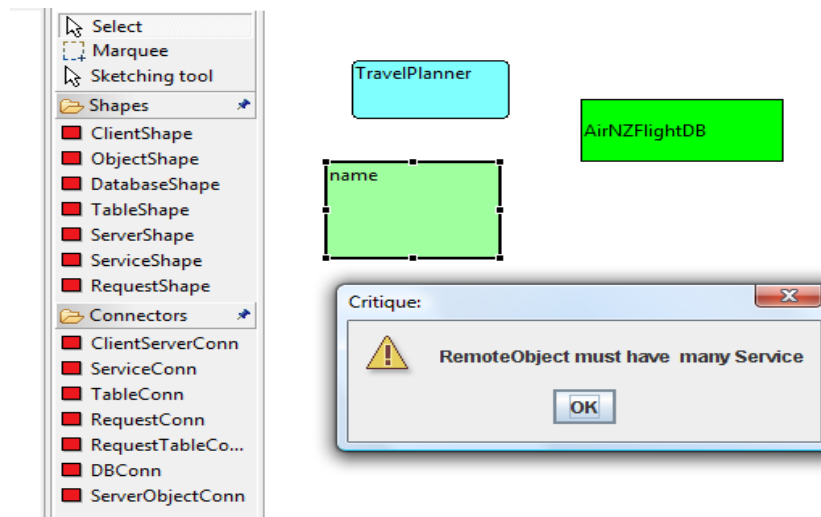 Select
Marquee
Sketching tool
Shapes
ClientShape
ObjectShape
DatabaseShape
TableShape
ServerShape
ServiceShape
RequestShape
Connectors
ClientServerConn
ServiceConn
TableConn
RequestConn
RequestTableCo...
DBConn
ServerObjectConn
TravelPlanner
AirNZFlightDB
name
Critique:
RemoteObject must have many Service
OK